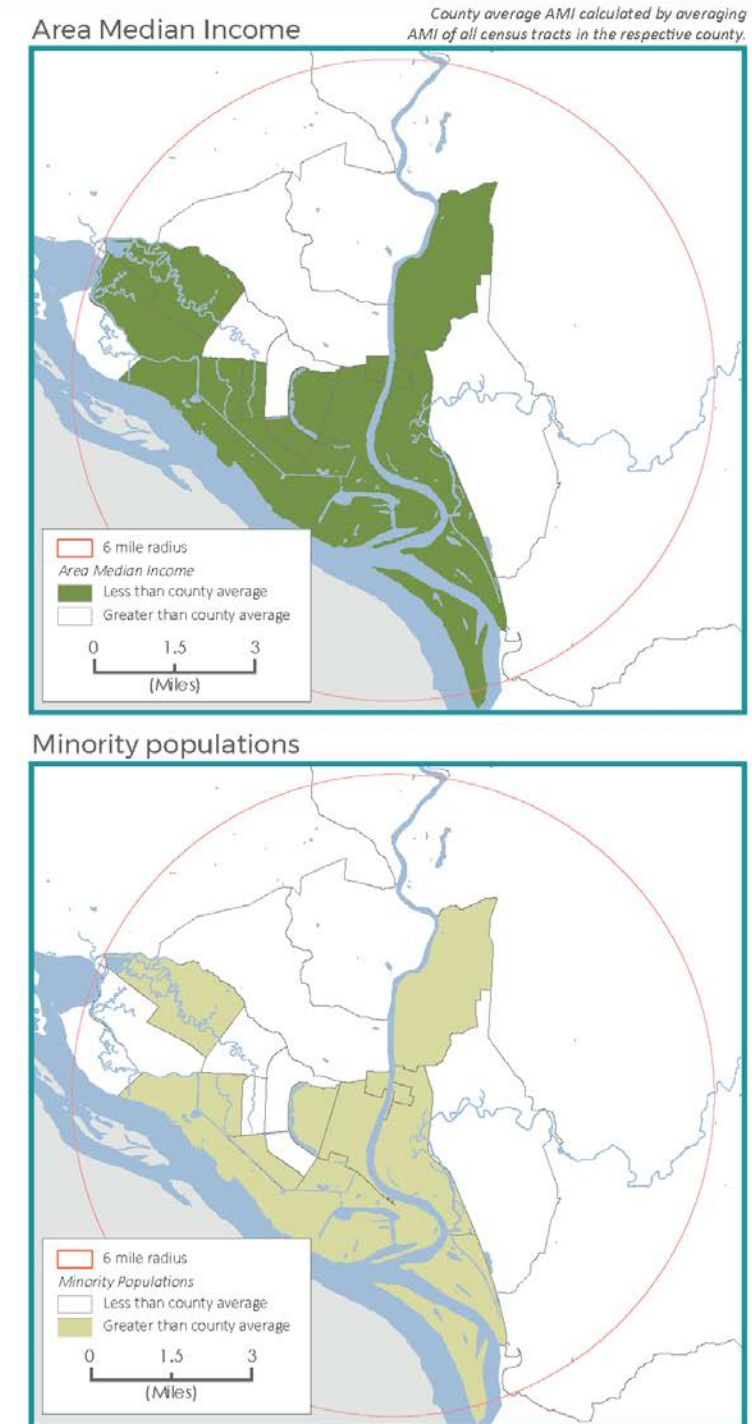 Area Median Income
County average AMI calculated by averaging
AMI of all census tracts in the respective county.
6 mile radius
Area Median Income
Less than county average
Greater than county average
0 1.5 3
(Miles)
Minority populations
6 mile radius
Minority Populations
Less than county average
Greater than county average
0 1.5 3
(Miles)